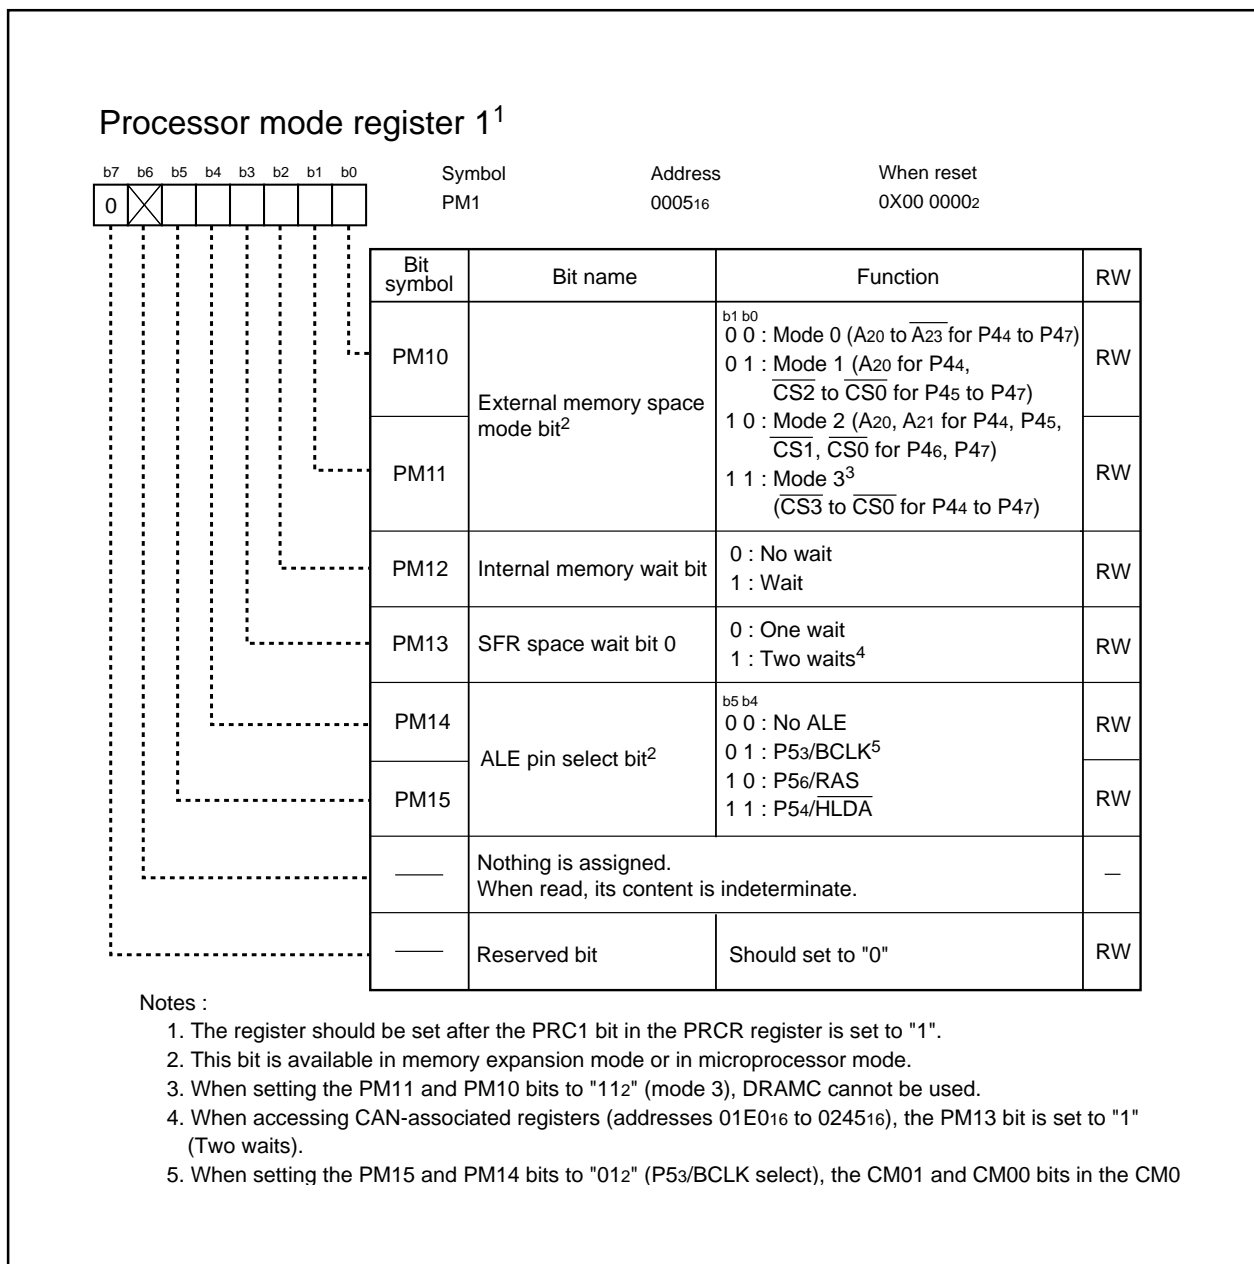 Processor mode register 1¹
b7 b6 b5 b4 b3 b2 b1 b0
0
Symbol Address When reset
PM1 000516 0X00 00002
Bit symbol Bit name Function RW
PM10 RW
PM11 RW
External memory space
mode bit²
b1 b0
0 0 : Mode 0 (A20 to A̅2̅3̅ for P44 to P47)
0 1 : Mode 1 (A20 for P44,
C̅S̅2̅ to C̅S̅0̅ for P45 to P47)
1 0 : Mode 2 (A20, A21 for P44, P45,
C̅S̅1̅, C̅S̅0̅ for P46, P47)
1 1 : Mode 3³
(C̅S̅3̅ to C̅S̅0̅ for P44 to P47)
PM12 Internal memory wait bit RW
0 : No wait
1 : Wait
PM13 SFR space wait bit 0 RW
0 : One wait
1 : Two waits⁴
PM14 RW
PM15 RW
ALE pin select bit²
b5 b4
0 0 : No ALE
0 1 : P53/BCLK⁵
1 0 : P56/RAS
1 1 : P54/H̅L̅D̅A̅
—— Nothing is assigned. —
When read, its content is indeterminate.
—— Reserved bit Should set to "0" RW
Notes :
1. The register should be set after the PRC1 bit in the PRCR register is set to "1".
2. This bit is available in memory expansion mode or in microprocessor mode.
3. When setting the PM11 and PM10 bits to "112" (mode 3), DRAMC cannot be used.
4. When accessing CAN-associated registers (addresses 01E016 to 024516), the PM13 bit is set to "1"
(Two waits).
5. When setting the PM15 and PM14 bits to "012" (P53/BCLK select), the CM01 and CM00 bits in the CM0